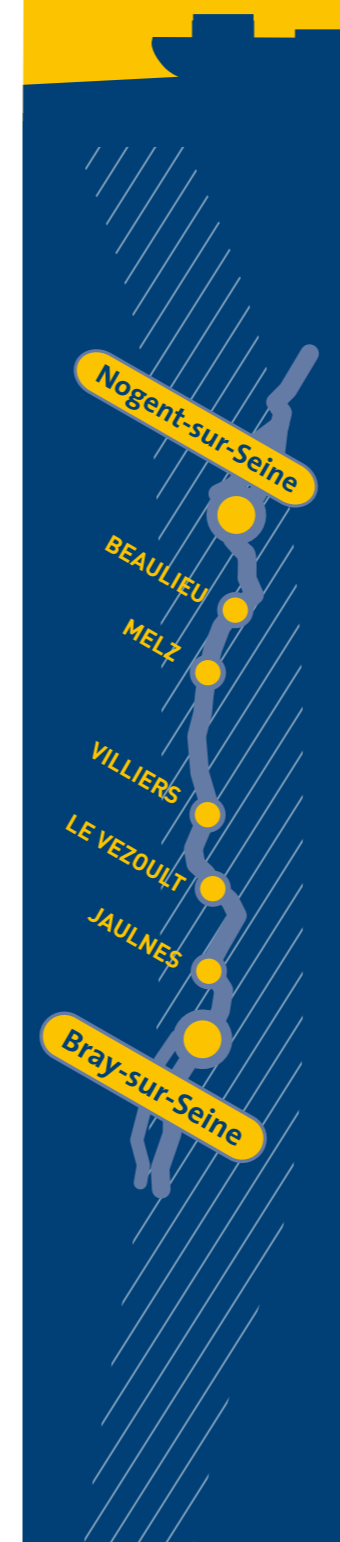 Nogent-sur-Seine
BEAULIEU
MELZ
VILLIERS
LE VEZOULT
JAULNES
Bray-sur-Seine